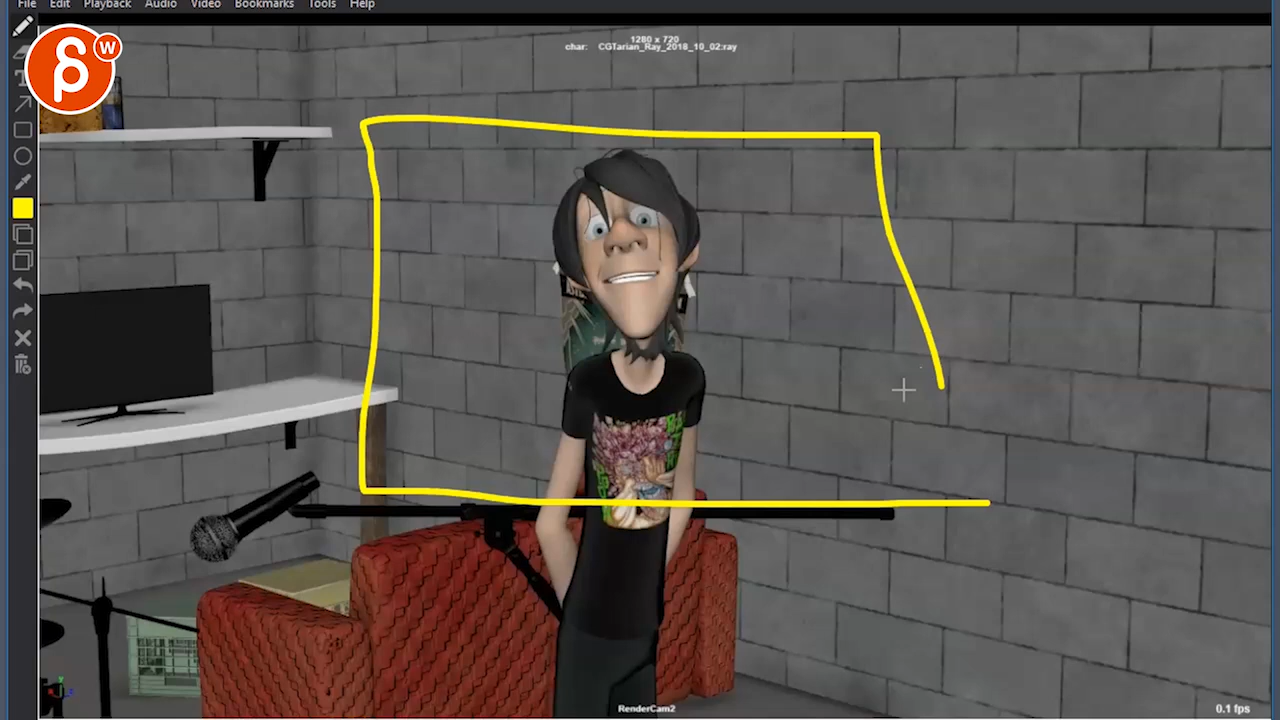 File Edit Playback Audio Video Bookmarks Tools Help
W
1280 x 720
char: CGTarian_Ray_2018_10_02:ray
RenderCam2
0.1 fps